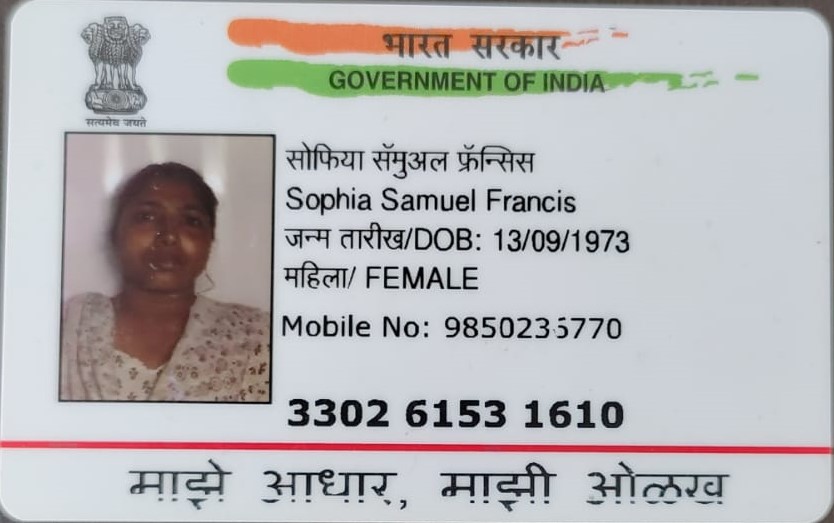 भारत सरकार
GOVERNMENT OF INDIA
सत्यमेव जयते
सोफिया सॅमुअल फ्रॅन्सिस
Sophia Samuel Francis
जन्म तारीख/DOB: 13/09/1973
महिला/ FEMALE
Mobile No: 9850235770
3302 6153 1610
माझे आधार, माझी ओळख